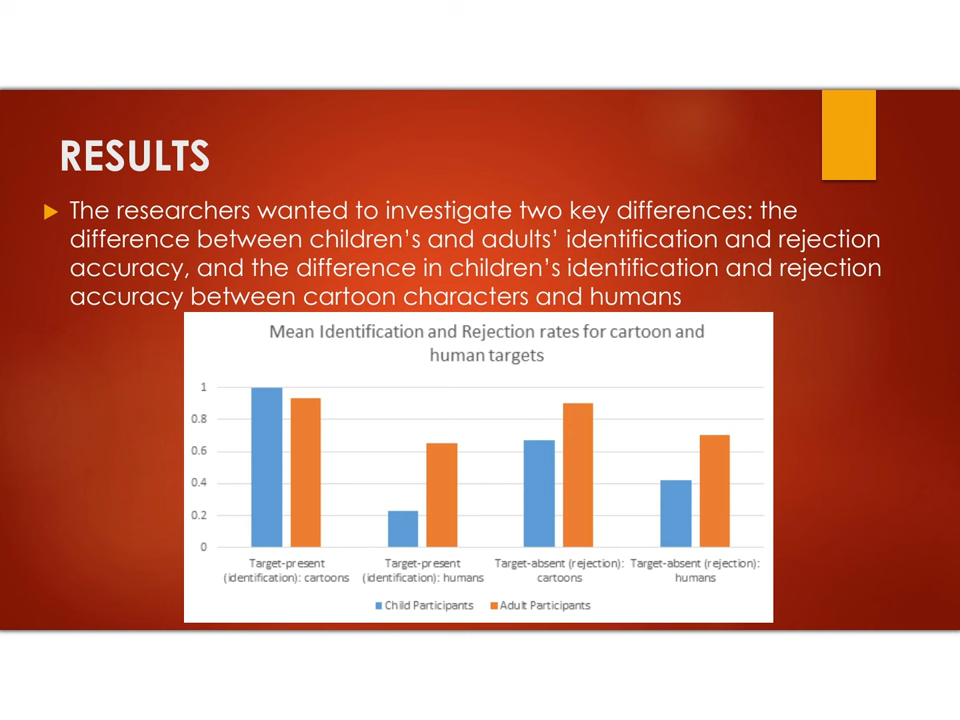 RESULTS
The researchers wanted to investigate two key differences: the
difference between children’s and adults’ identification and rejection
accuracy, and the difference in children’s identification and rejection
accuracy between cartoon characters and humans
Mean Identification and Rejection rates for cartoon and
human targets
1
0.8
0.6
0.4
0.2
0
Target-present
(identification): cartoons
Target-present
(identification): humans
Target-absent (rejection):
cartoons
Target-absent (rejection):
humans
Child Participants
Adult Participants